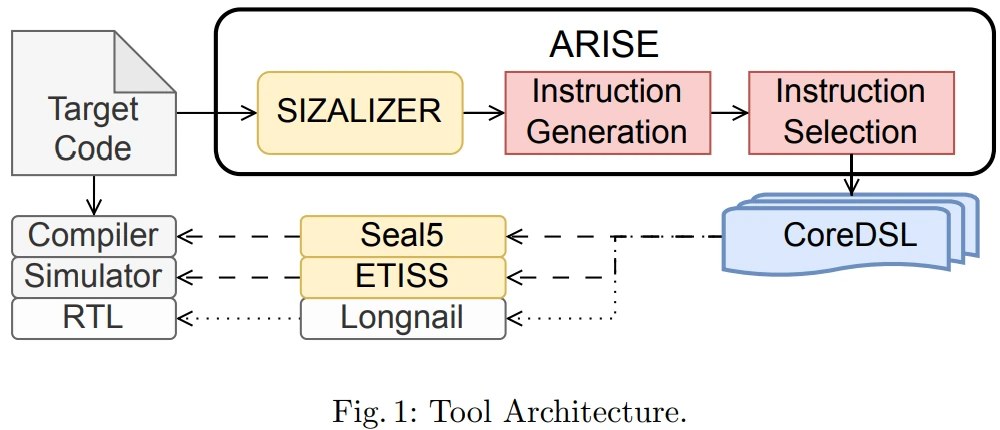 ARISE
Target
Code
SIZALIZER
Instruction
Generation
Instruction
Selection
Compiler
Seal5
CoreDSL
Simulator
ETISS
RTL
Longnail
Fig. 1: Tool Architecture.